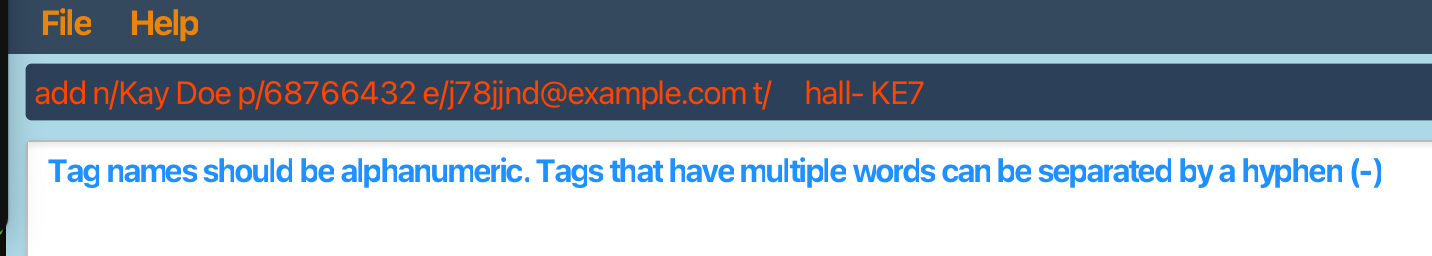 File Help
add n/Kay Doe p/68766432 e/j78jjnd@example.com t/     hall- KE7
Tag names should be alphanumeric. Tags that have multiple words can be separated by a hyphen (-)